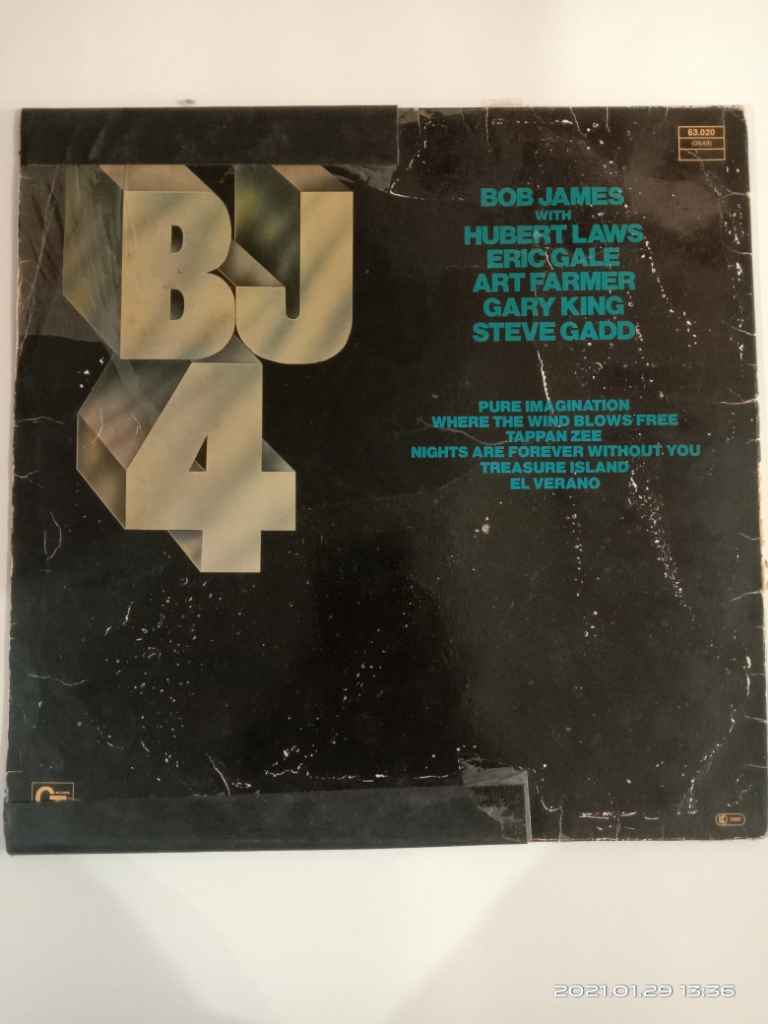 63.020
BJ
4
BOB JAMES
WITH
HUBERT LAWS
ERIC GALE
ART FARMER
GARY KING
STEVE GADD
PURE IMAGINATION
WHERE THE WIND BLOWS FREE
TAPPAN ZEE
NIGHTS ARE FOREVER WITHOUT YOU
TREASURE ISLAND
EL VERANO
2021.01.29 13:36